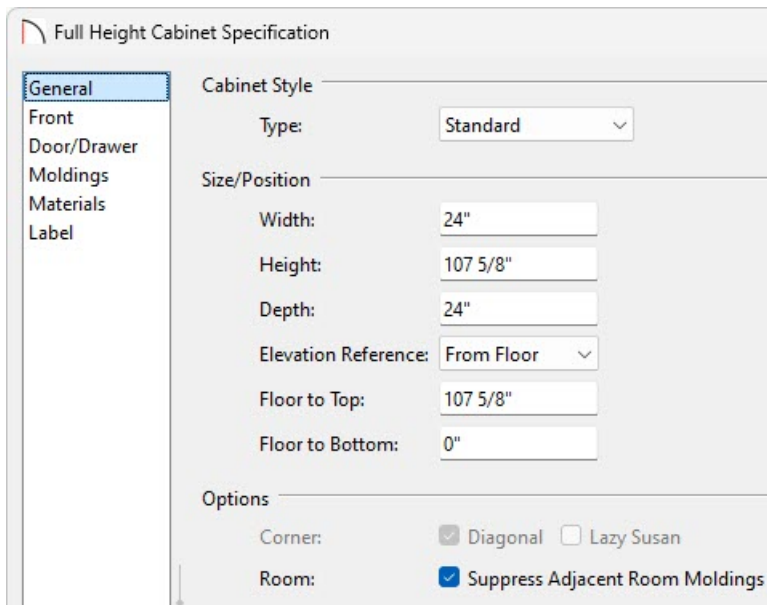 Full Height Cabinet Specification
General
Front
Door/Drawer
Moldings
Materials
Label
Cabinet Style
Type: Standard
Size/Position
Width: 24"
Height: 107 5/8"
Depth: 24"
Elevation Reference: From Floor
Floor to Top: 107 5/8"
Floor to Bottom: 0"
Options
Corner: Diagonal Lazy Susan
Room: Suppress Adjacent Room Moldings